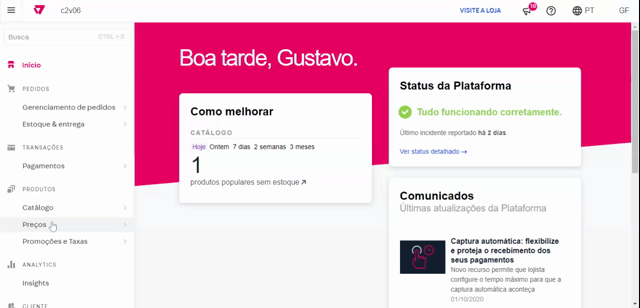 c2v06
VISITE A LOJA
10
PT
GF
Busca
CTRL + K
Início
PEDIDOS
Gerenciamento de pedidos
Estoque & entrega
TRANSAÇÕES
Pagamentos
PRODUTOS
Catálogo
Preços
Promoções e Taxas
ANALYTICS
Insights
CLIENTE
Boa tarde, Gustavo.
Como melhorar
CATÁLOGO
Hoje Ontem 7 dias 2 semanas 3 meses
1
produtos populares sem estoque
Status da Plataforma
Tudo funcionando corretamente.
Último incidente reportado há 2 dias.
Ver status detalhado →
Comunicados
Últimas atualizações da Plataforma
Captura automática: flexibilize
e proteja o recebimento dos
seus pagamentos
Novo recurso permite que lojista
configure o tempo máximo para que a
captura automática aconteça
01/10/2020